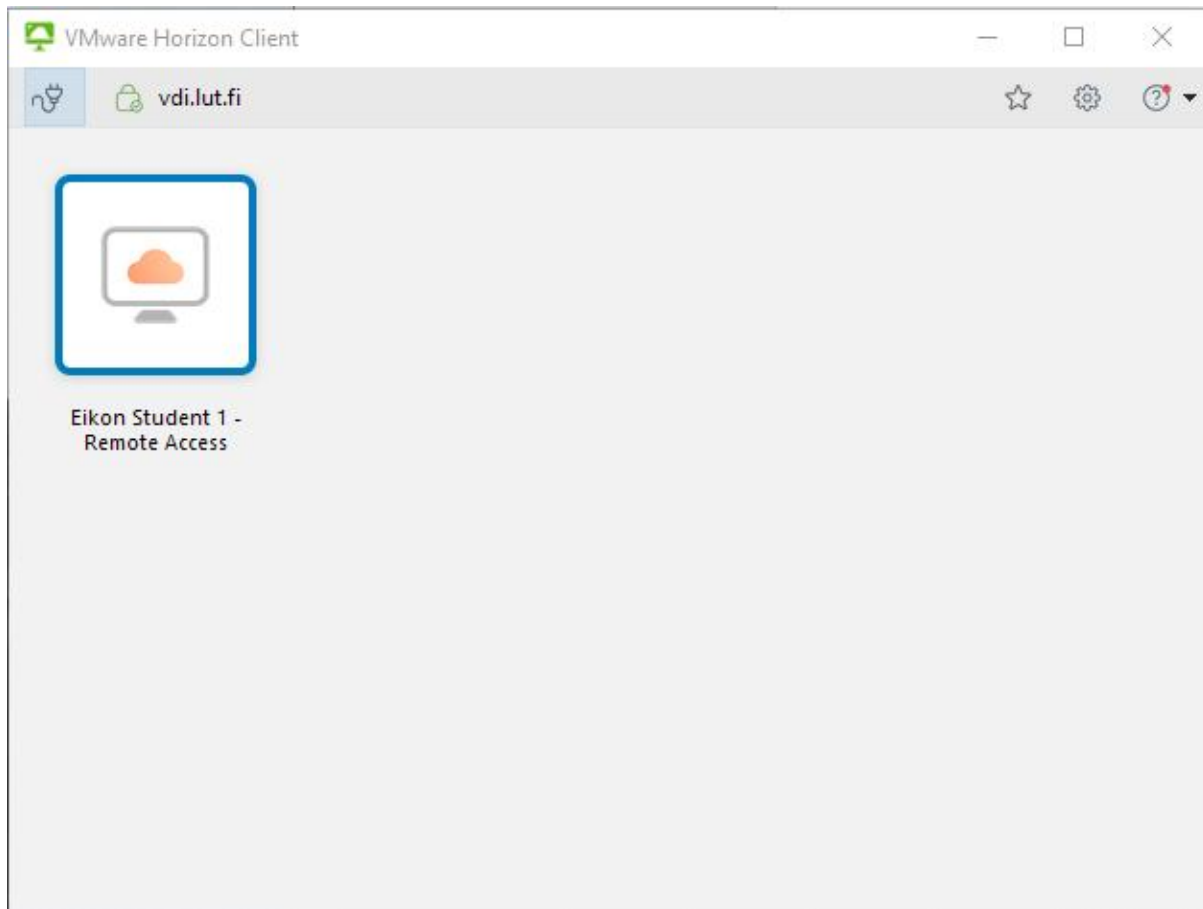 VMware Horizon Client
vdi.lut.fi
Eikon Student 1 -
Remote Access